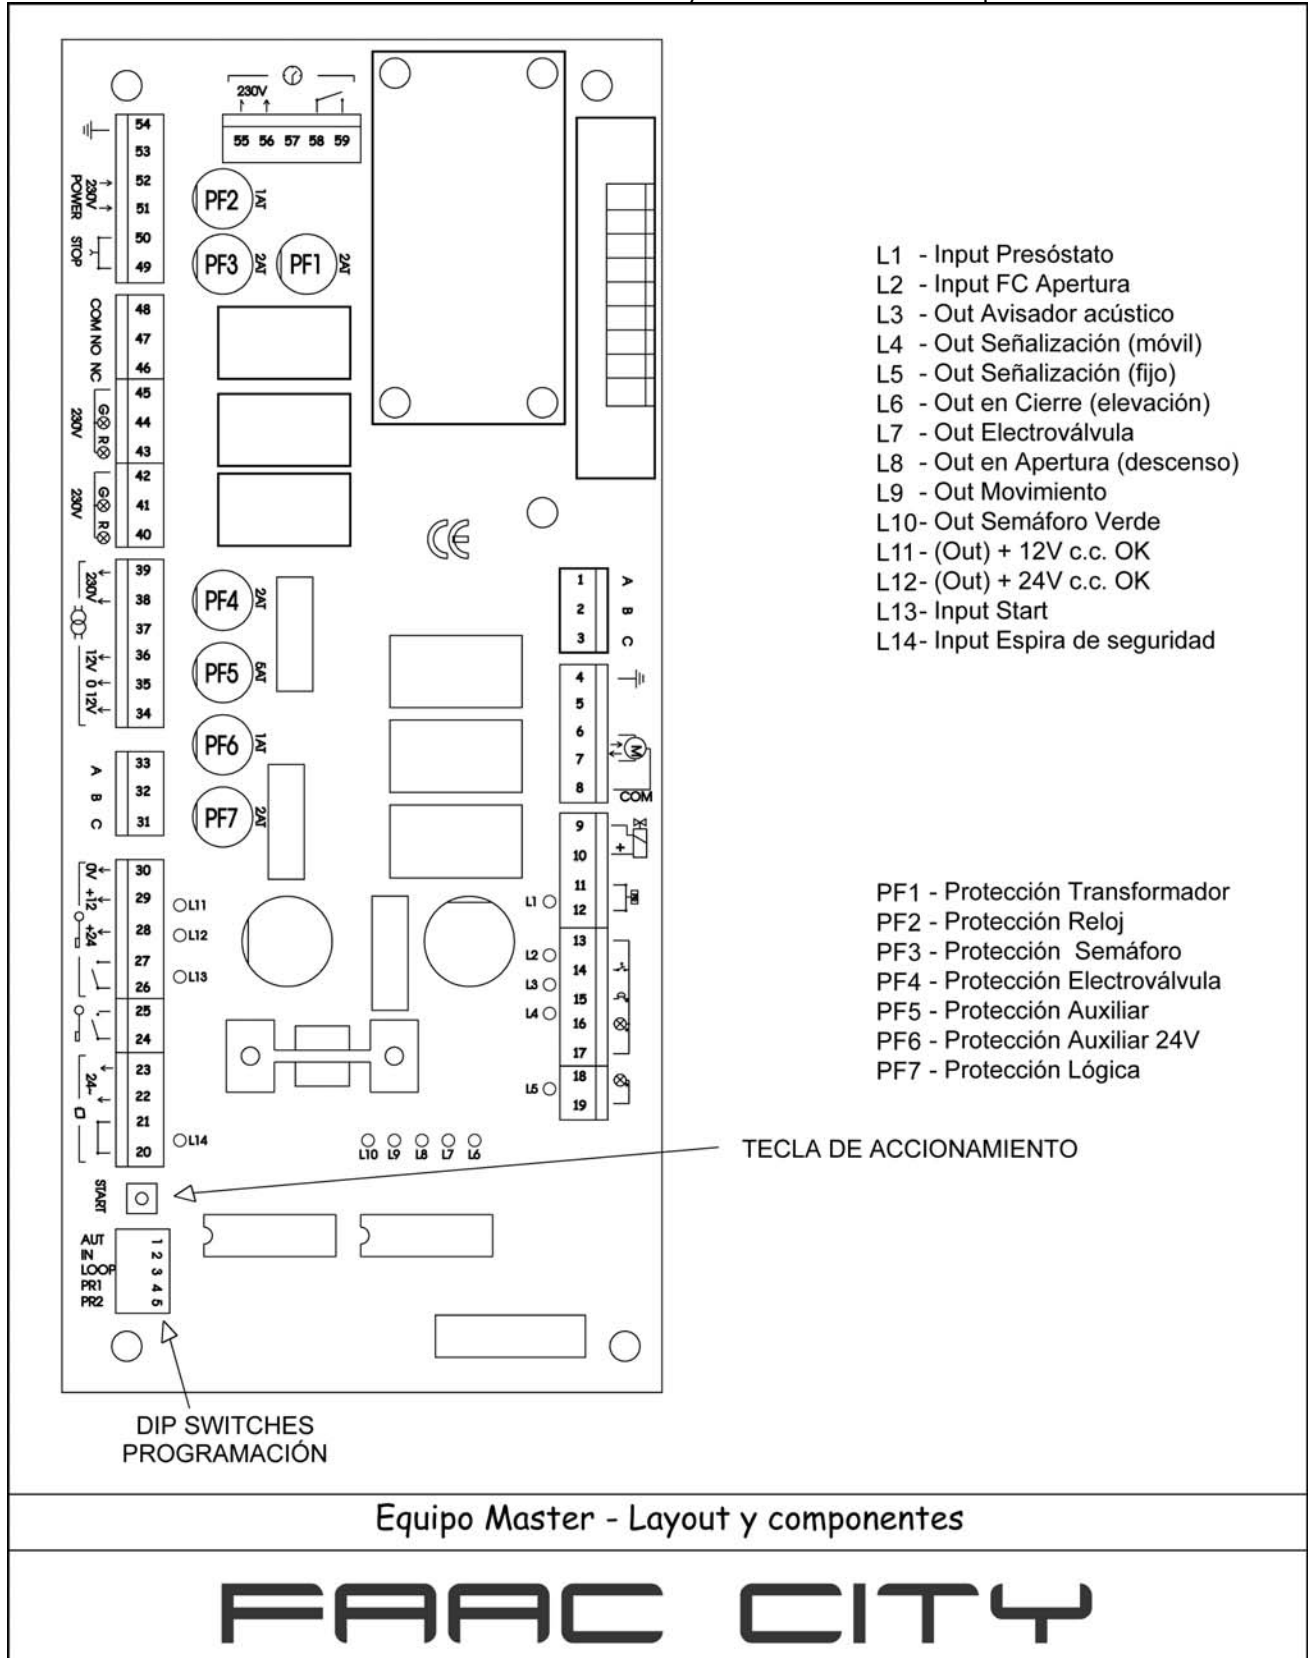 230V
55 56 57 58 59
54
53
52
51
50
49
230V
POWER
STOP
PF2
1AT
PF3
2AT
PF1
2AT
48
47
46
COM NO NC
45
44
43
230V
G R
42
41
40
230V
G R
39
38
37
36
35
34
230V
12V 0 12V
PF4
2AT
PF5
5AT
PF6
1AT
PF7
2AT
33
32
31
A
B
C
30
29
28
27
26
25
24
23
22
21
20
0V
+12
+24
24~
L11
L12
L13
L14
CE
1
2
3
A
B
C
4
5
6
7
8
M
COM
9
10
+
11
12
13
14
15
16
17
18
19
L1
L2
L3
L4
L5
L10 L9 L8 L7 L6
START
AUT 1
IN 2
LOOP 3
PR1 4
PR2 5
L1 - Input Presóstato
L2 - Input FC Apertura
L3 - Out Avisador acústico
L4 - Out Señalización (móvil)
L5 - Out Señalización (fijo)
L6 - Out en Cierre (elevación)
L7 - Out Electroválvula
L8 - Out en Apertura (descenso)
L9 - Out Movimiento
L10- Out Semáforo Verde
L11 - (Out) + 12V c.c. OK
L12- (Out) + 24V c.c. OK
L13- Input Start
L14- Input Espira de seguridad
PF1 - Protección Transformador
PF2 - Protección Reloj
PF3 - Protección Semáforo
PF4 - Protección Electroválvula
PF5 - Protección Auxiliar
PF6 - Protección Auxiliar 24V
PF7 - Protección Lógica
TECLA DE ACCIONAMIENTO
DIP SWITCHES
PROGRAMACIÓN
Equipo Master - Layout y componentes
FAAC CITY